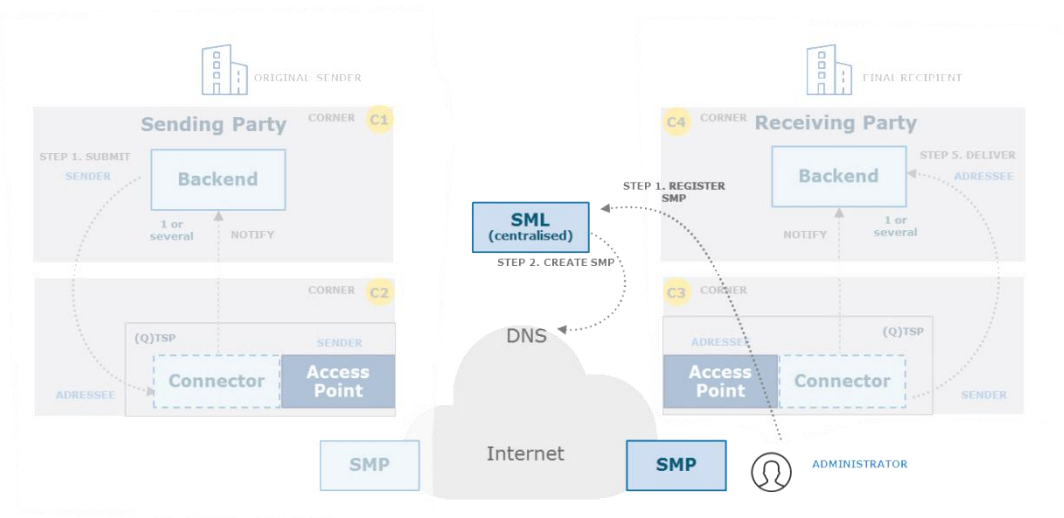 ORIGINAL SENDER
FINAL RECIPIENT
CORNER C1
Sending Party
STEP 1. SUBMIT
SENDER
Backend
1 or
several
NOTIFY
C4 CORNER
Receiving Party
STEP 5. DELIVER
ADRESSEE
Backend
1 or
several
NOTIFY
STEP 1. REGISTER
SMP
SML
(centralised)
STEP 2. CREATE SMP
DNS
CORNER C2
(Q)TSP
SENDER
ADRESSEE
Connector
Access
Point
C3 CORNER
(Q)TSP
ADRESSEE
Access
Point
Connector
SENDER
SMP
Internet
SMP
ADMINISTRATOR